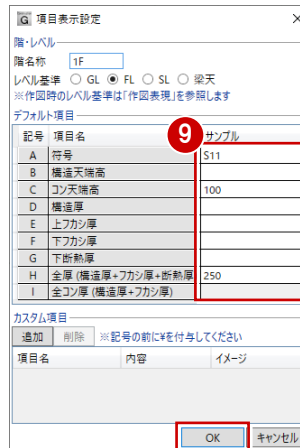 G 項目表示設定 ×
階・レベル
階名称 1F
レベル基準 GL FL SL 梁天
※作図時のレベル基準は「作図表現」を参照します
デフォルト項目
記号 項目名 サンプル
9
A 符号 S11
B 構造天端高
C コン天端高 100
D 構造厚
E 上フカシ厚
F 下フカシ厚
G 下断熱厚
H 全厚 (構造厚+フカシ厚+断熱厚) 250
I 全コン厚 (構造厚+フカシ厚)
カスタム項目
追加 削除 ※記号の前に¥を付与してください
項目名 内容 イメージ
OK キャンセル